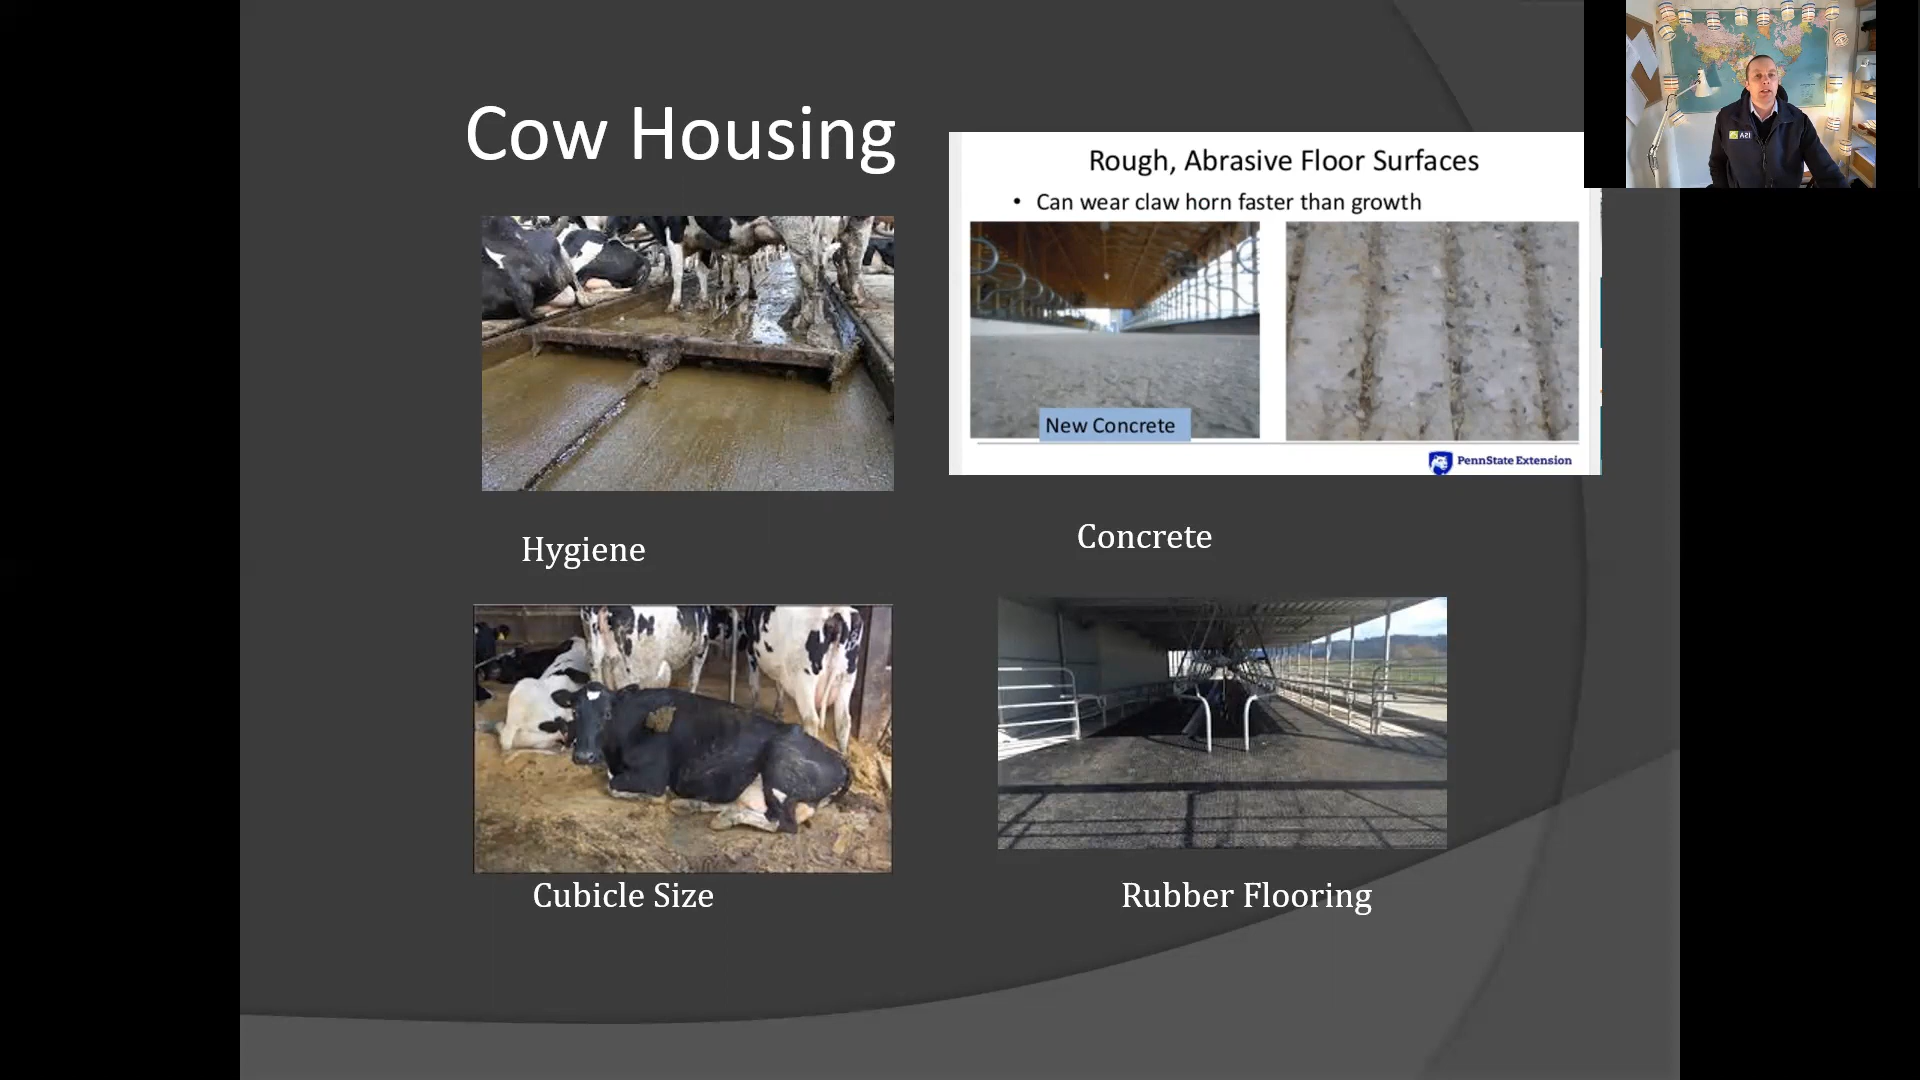 Cow Housing
Rough, Abrasive Floor Surfaces
• Can wear claw horn faster than growth
New Concrete
PennState Extension
Hygiene
Concrete
Cubicle Size
Rubber Flooring